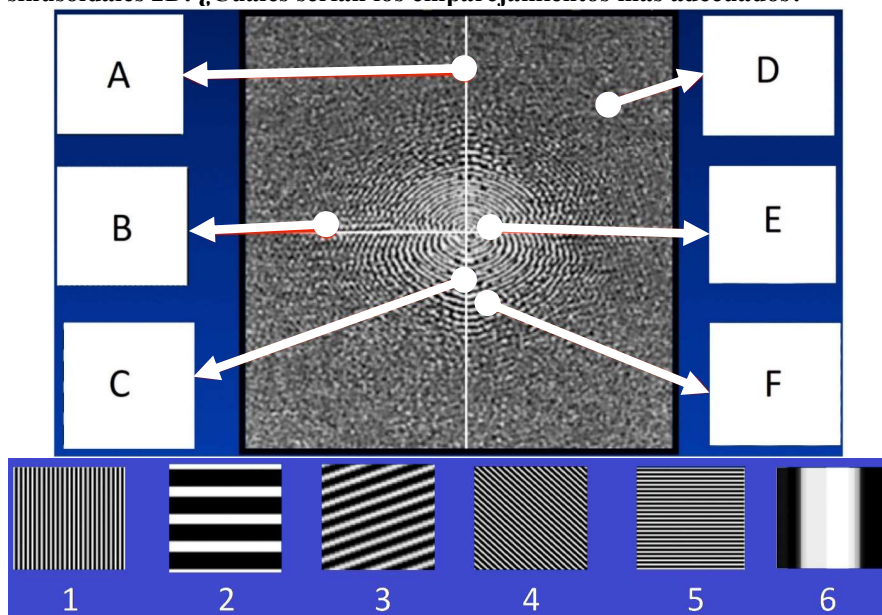 sinusoidales 2D. ¿Cuáles serían los emparejamientos más adecuados?
A
D
B
E
C
F
1 2 3 4 5 6